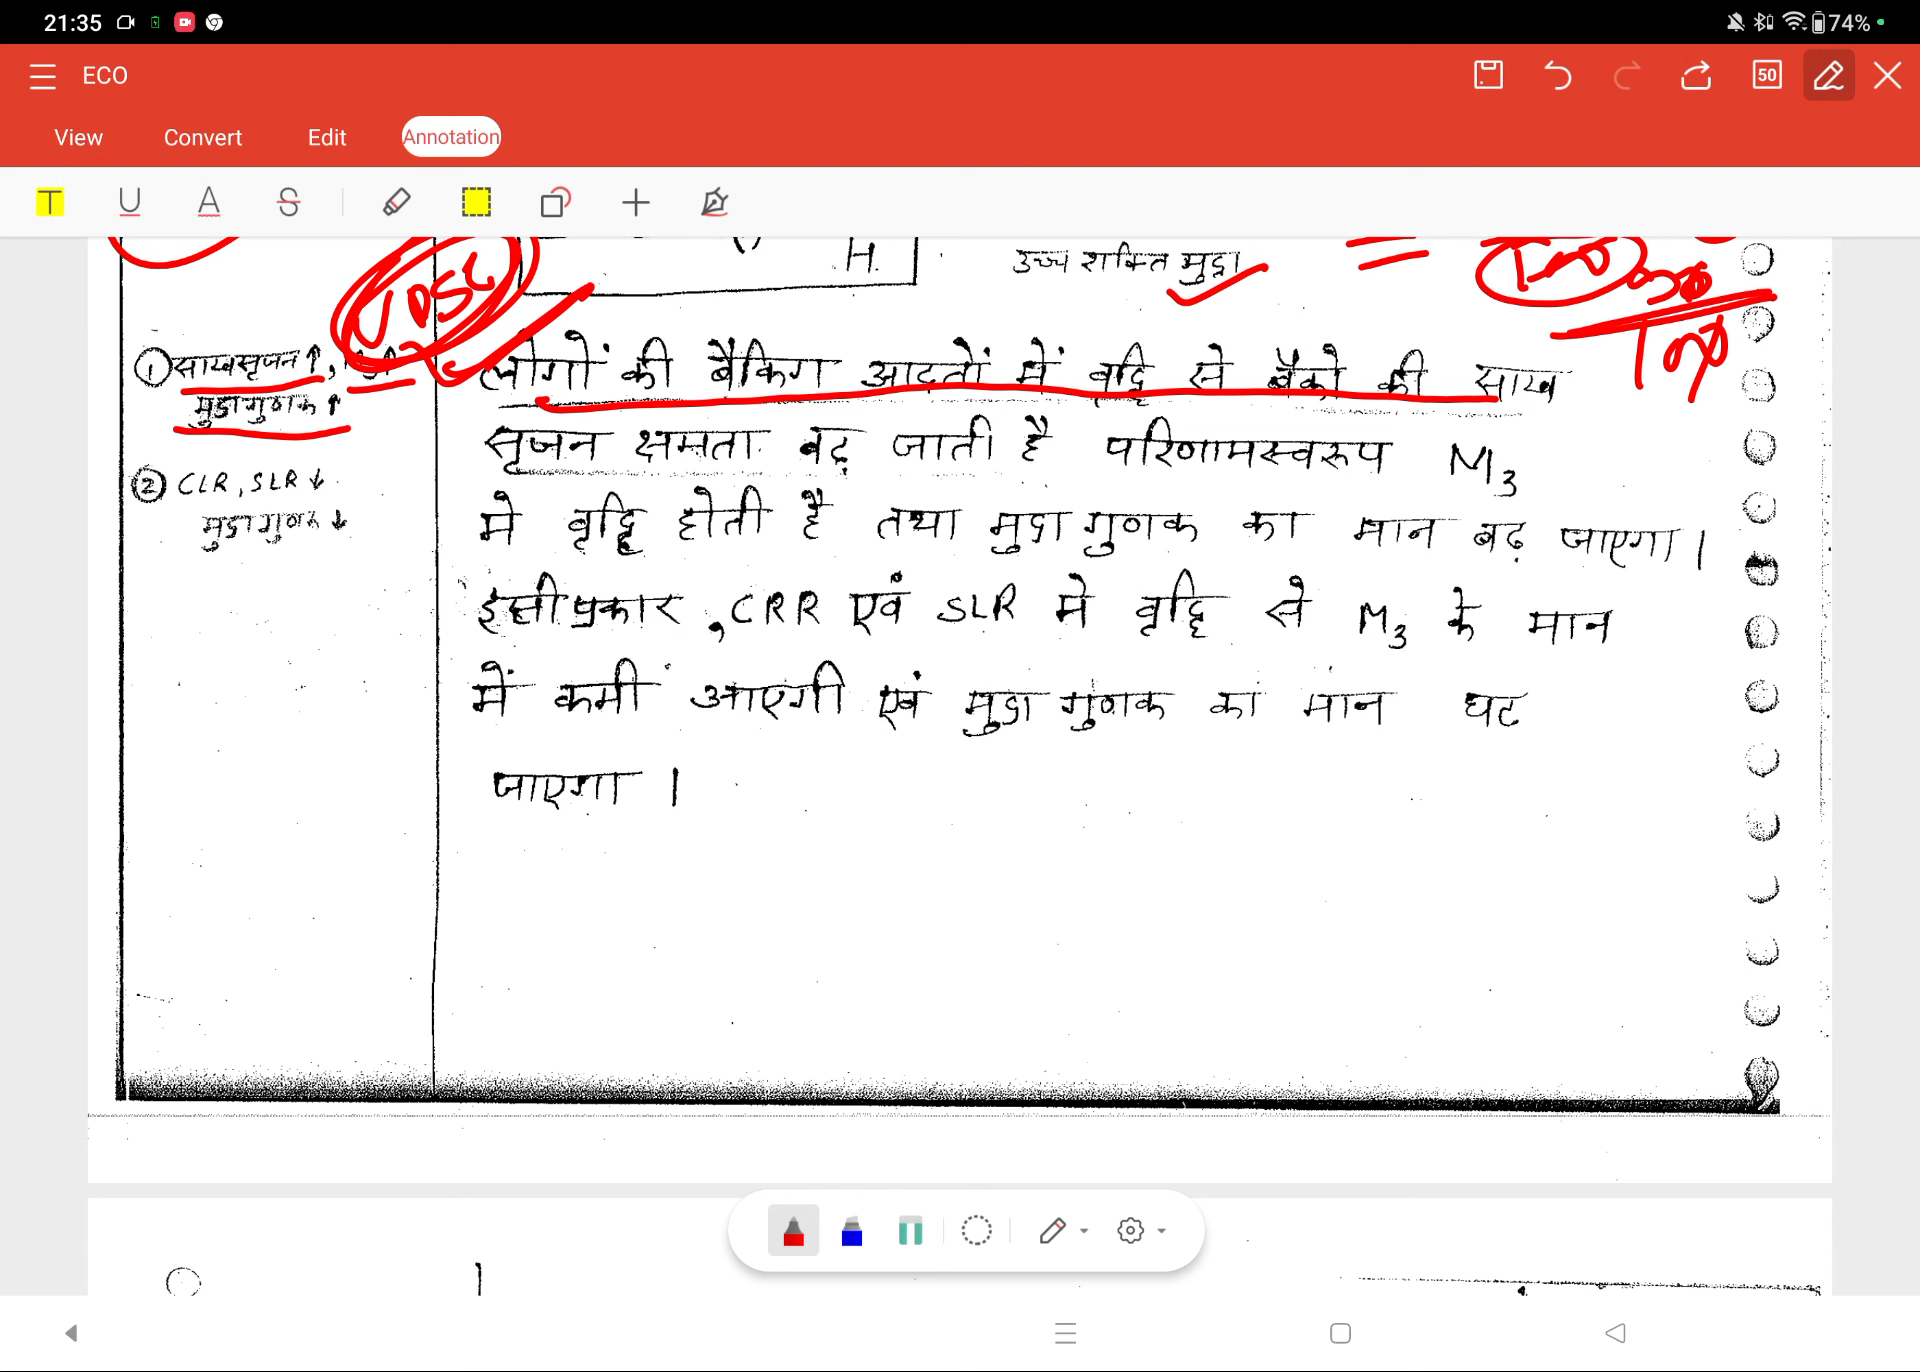 21:35
74%
ECO
50
View Convert Edit Annotation
H.
उच्च शक्ति मुद्रा
① साखसृजन ↑,
मुद्रागुणक ↑
② CLR, SLR ↓
मुद्रा गुणक ↓
लोगों की बैंकिग आदतों में वृद्धि से बैंको की साख
सृजन क्षमता बढ़ जाती है परिणामस्वरूप M3
मे वृद्धि होती है तथा मुद्रा गुणक का मान बढ़ जाएगा।
इसी प्रकार, CRR एवं SLR मे वृद्धि से M3 के मान
में कमी आएगी एवं मुद्रा गुणक का मान घट
जाएगा।